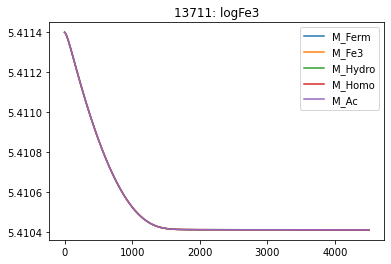 13711: logFe3
5.4114
5.4112
5.4110
5.4108
5.4106
5.4104
M_Ferm
M_Fe3
M_Hydro
M_Homo
M_Ac
0
1000
2000
3000
4000